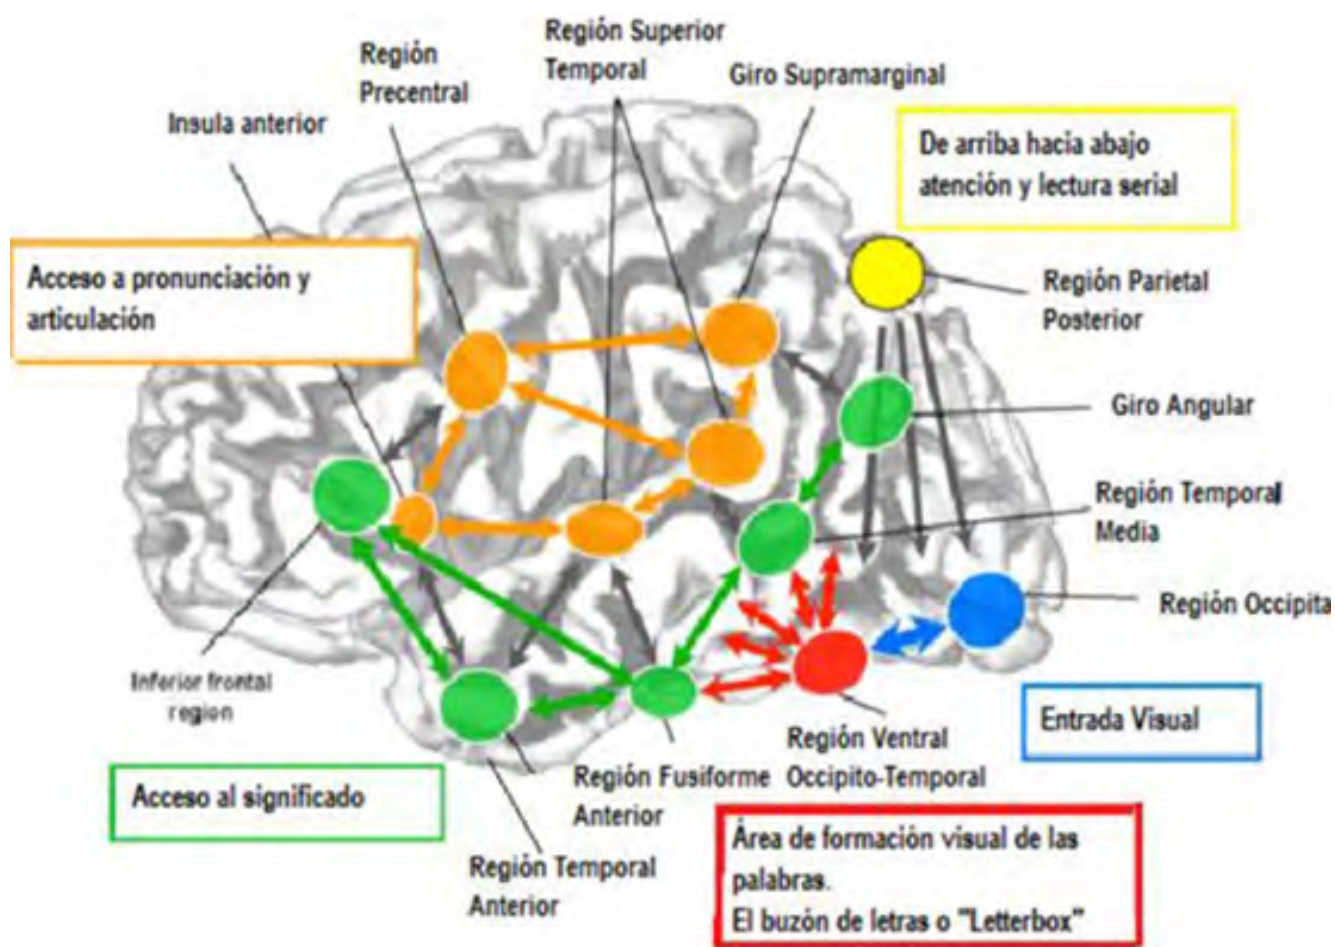 Región Superior
Temporal
Región
Precentral
Giro Supramarginal
Insula anterior
De arriba hacia abajo
atención y lectura serial
Acceso a pronunciación y
articulación
Región Parietal
Posterior
Giro Angular
Región Temporal
Media
Región Occipita
Inferior frontal
region
Entrada Visual
Región Ventral
Occipito-Temporal
Región Fusiforme
Anterior
Acceso al significado
Región Temporal
Anterior
Área de formación visual de las
palabras.
El buzón de letras o "Letterbox"